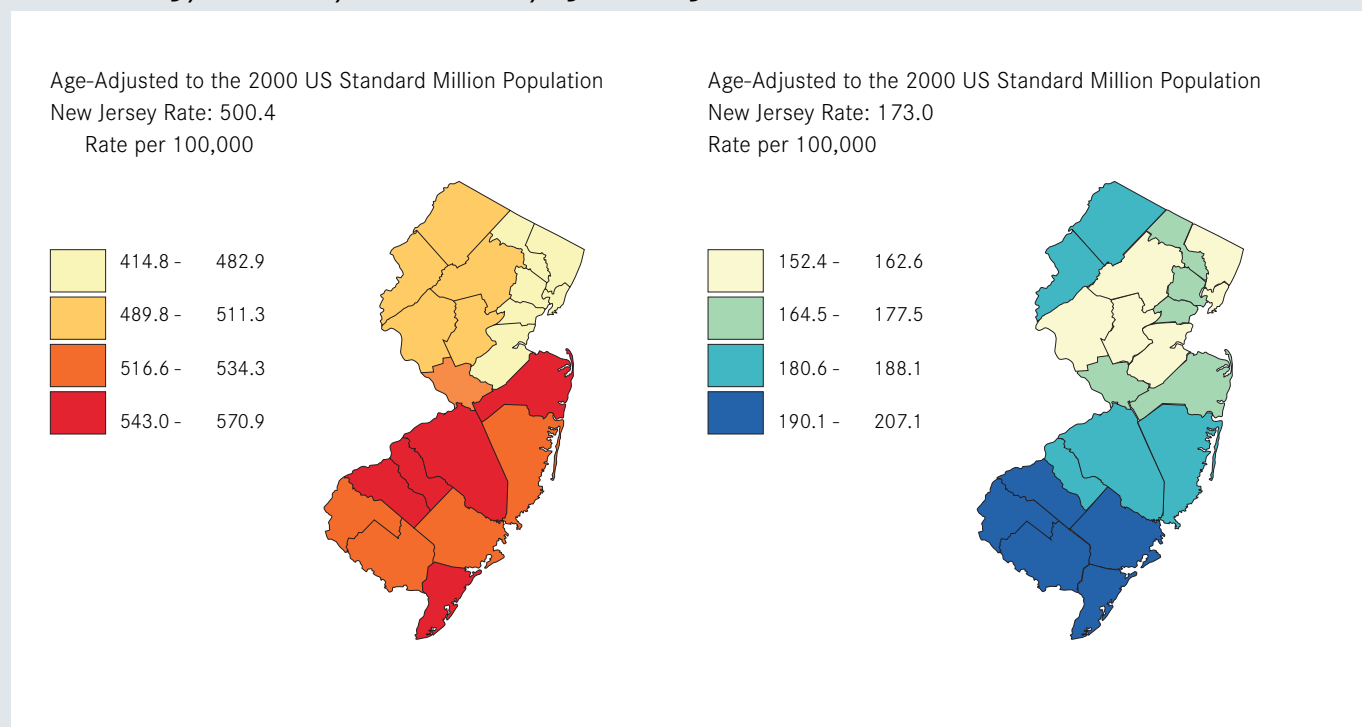 Age-Adjusted to the 2000 US Standard Million Population
New Jersey Rate: 500.4
Rate per 100,000
414.8 - 482.9
489.8 - 511.3
516.6 - 534.3
543.0 - 570.9
Age-Adjusted to the 2000 US Standard Million Population
New Jersey Rate: 173.0
Rate per 100,000
152.4 - 162.6
164.5 - 177.5
180.6 - 188.1
190.1 - 207.1